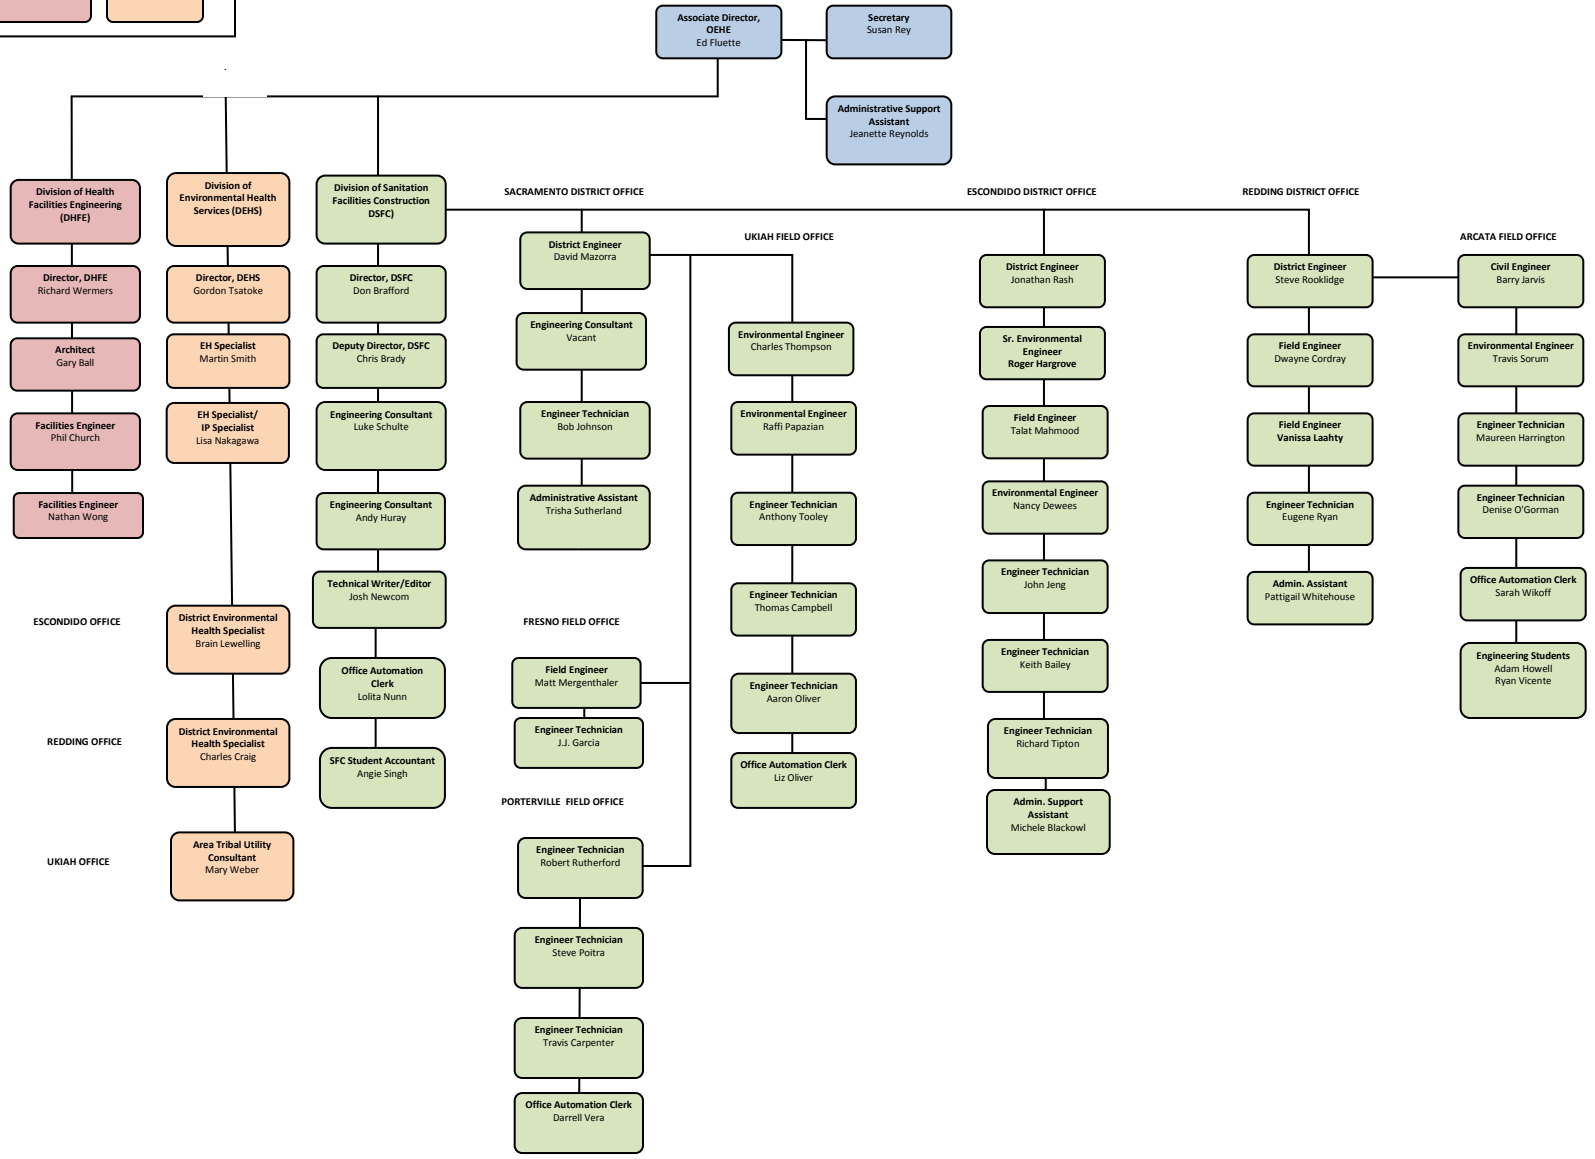 Associate Director,
OEHE
Ed Fluette
Secretary
Susan Rey
Administrative Support
Assistant
Jeanette Reynolds
Division of Health
Facilities Engineering
(DHFE)
Director, DHFE
Richard Wermers
Architect
Gary Ball
Facilities Engineer
Phil Church
Facilities Engineer
Nathan Wong
Division of
Environmental Health
Services (DEHS)
Director, DEHS
Gordon Tsatoke
EH Specialist
Martin Smith
EH Specialist/
IP Specialist
Lisa Nakagawa
ESCONDIDO OFFICE
District Environmental
Health Specialist
Brain Lewelling
REDDING OFFICE
District Environmental
Health Specialist
Charles Craig
UKIAH OFFICE
Area Tribal Utility
Consultant
Mary Weber
Division of Sanitation
Facilities Construction
DSFC)
Director, DSFC
Don Brafford
Deputy Director, DSFC
Chris Brady
Engineering Consultant
Luke Schulte
Engineering Consultant
Andy Huray
Technical Writer/Editor
Josh Newcom
Office Automation
Clerk
Lolita Nunn
SFC Student Accountant
Angie Singh
SACRAMENTO DISTRICT OFFICE
District Engineer
David Mazorra
Engineering Consultant
Vacant
Engineer Technician
Bob Johnson
Administrative Assistant
Trisha Sutherland
FRESNO FIELD OFFICE
Field Engineer
Matt Mergenthaler
Engineer Technician
J.J. Garcia
PORTERVILLE FIELD OFFICE
Engineer Technician
Robert Rutherford
Engineer Technician
Steve Poitra
Engineer Technician
Travis Carpenter
Office Automation Clerk
Darrell Vera
UKIAH FIELD OFFICE
Environmental Engineer
Charles Thompson
Environmental Engineer
Raffi Papazian
Engineer Technician
Anthony Tooley
Engineer Technician
Thomas Campbell
Engineer Technician
Aaron Oliver
Office Automation Clerk
Liz Oliver
ESCONDIDO DISTRICT OFFICE
District Engineer
Jonathan Rash
Sr. Environmental
Engineer
Roger Hargrove
Field Engineer
Talat Mahmood
Environmental Engineer
Nancy Dewees
Engineer Technician
John Jeng
Engineer Technician
Keith Bailey
Engineer Technician
Richard Tipton
Admin. Support
Assistant
Michele Blackowl
REDDING DISTRICT OFFICE
District Engineer
Steve Rooklidge
Field Engineer
Dwayne Cordray
Field Engineer
Vanissa Laahty
Engineer Technician
Eugene Ryan
Admin. Assistant
Pattigail Whitehouse
ARCATA FIELD OFFICE
Civil Engineer
Barry Jarvis
Environmental Engineer
Travis Sorum
Engineer Technician
Maureen Harrington
Engineer Technician
Denise O'Gorman
Office Automation Clerk
Sarah Wikoff
Engineering Students
Adam Howell
Ryan Vicente